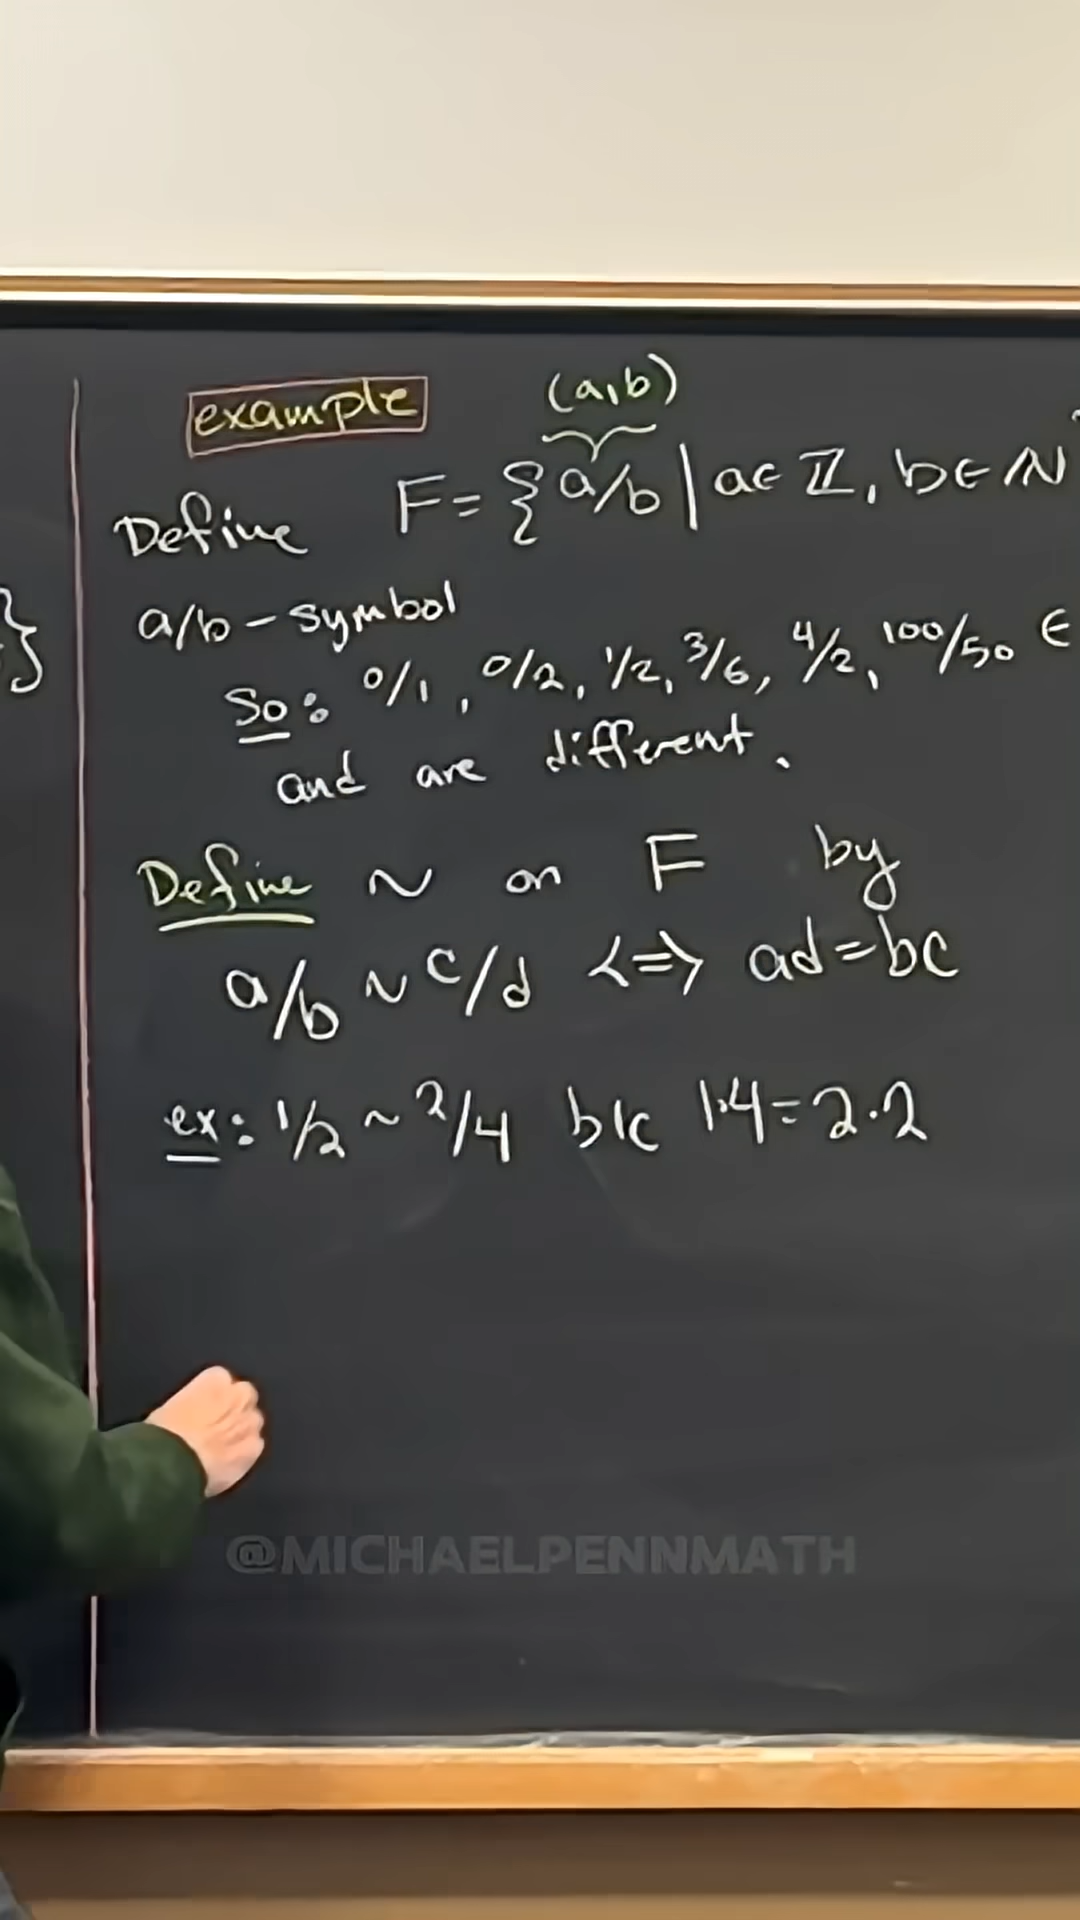 example
(a,b)
Define F = {a/b | a∈ℤ, b∈ℕ
a/b - symbol
So: 0/1, 0/2, 1/2, 3/6, 4/2, 100/50 ∈
and are different.
Define ~ on F by
a/b ~ c/d <=> ad=bc
ex: 1/2 ~ 2/4 b/c 1·4=2·2
}
@MICHAELPENNMATH